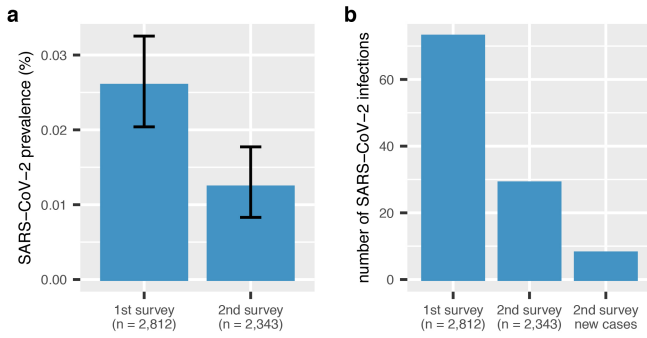 a
SARS−CoV−2 prevalence (%)
0.03
0.02
0.01
0.00
1st survey
(n = 2,812)
2nd survey
(n = 2,343)
b
number of SARS−CoV−2 infections
60
40
20
0
1st survey
(n = 2,812)
2nd survey
(n = 2,343)
2nd survey
new cases